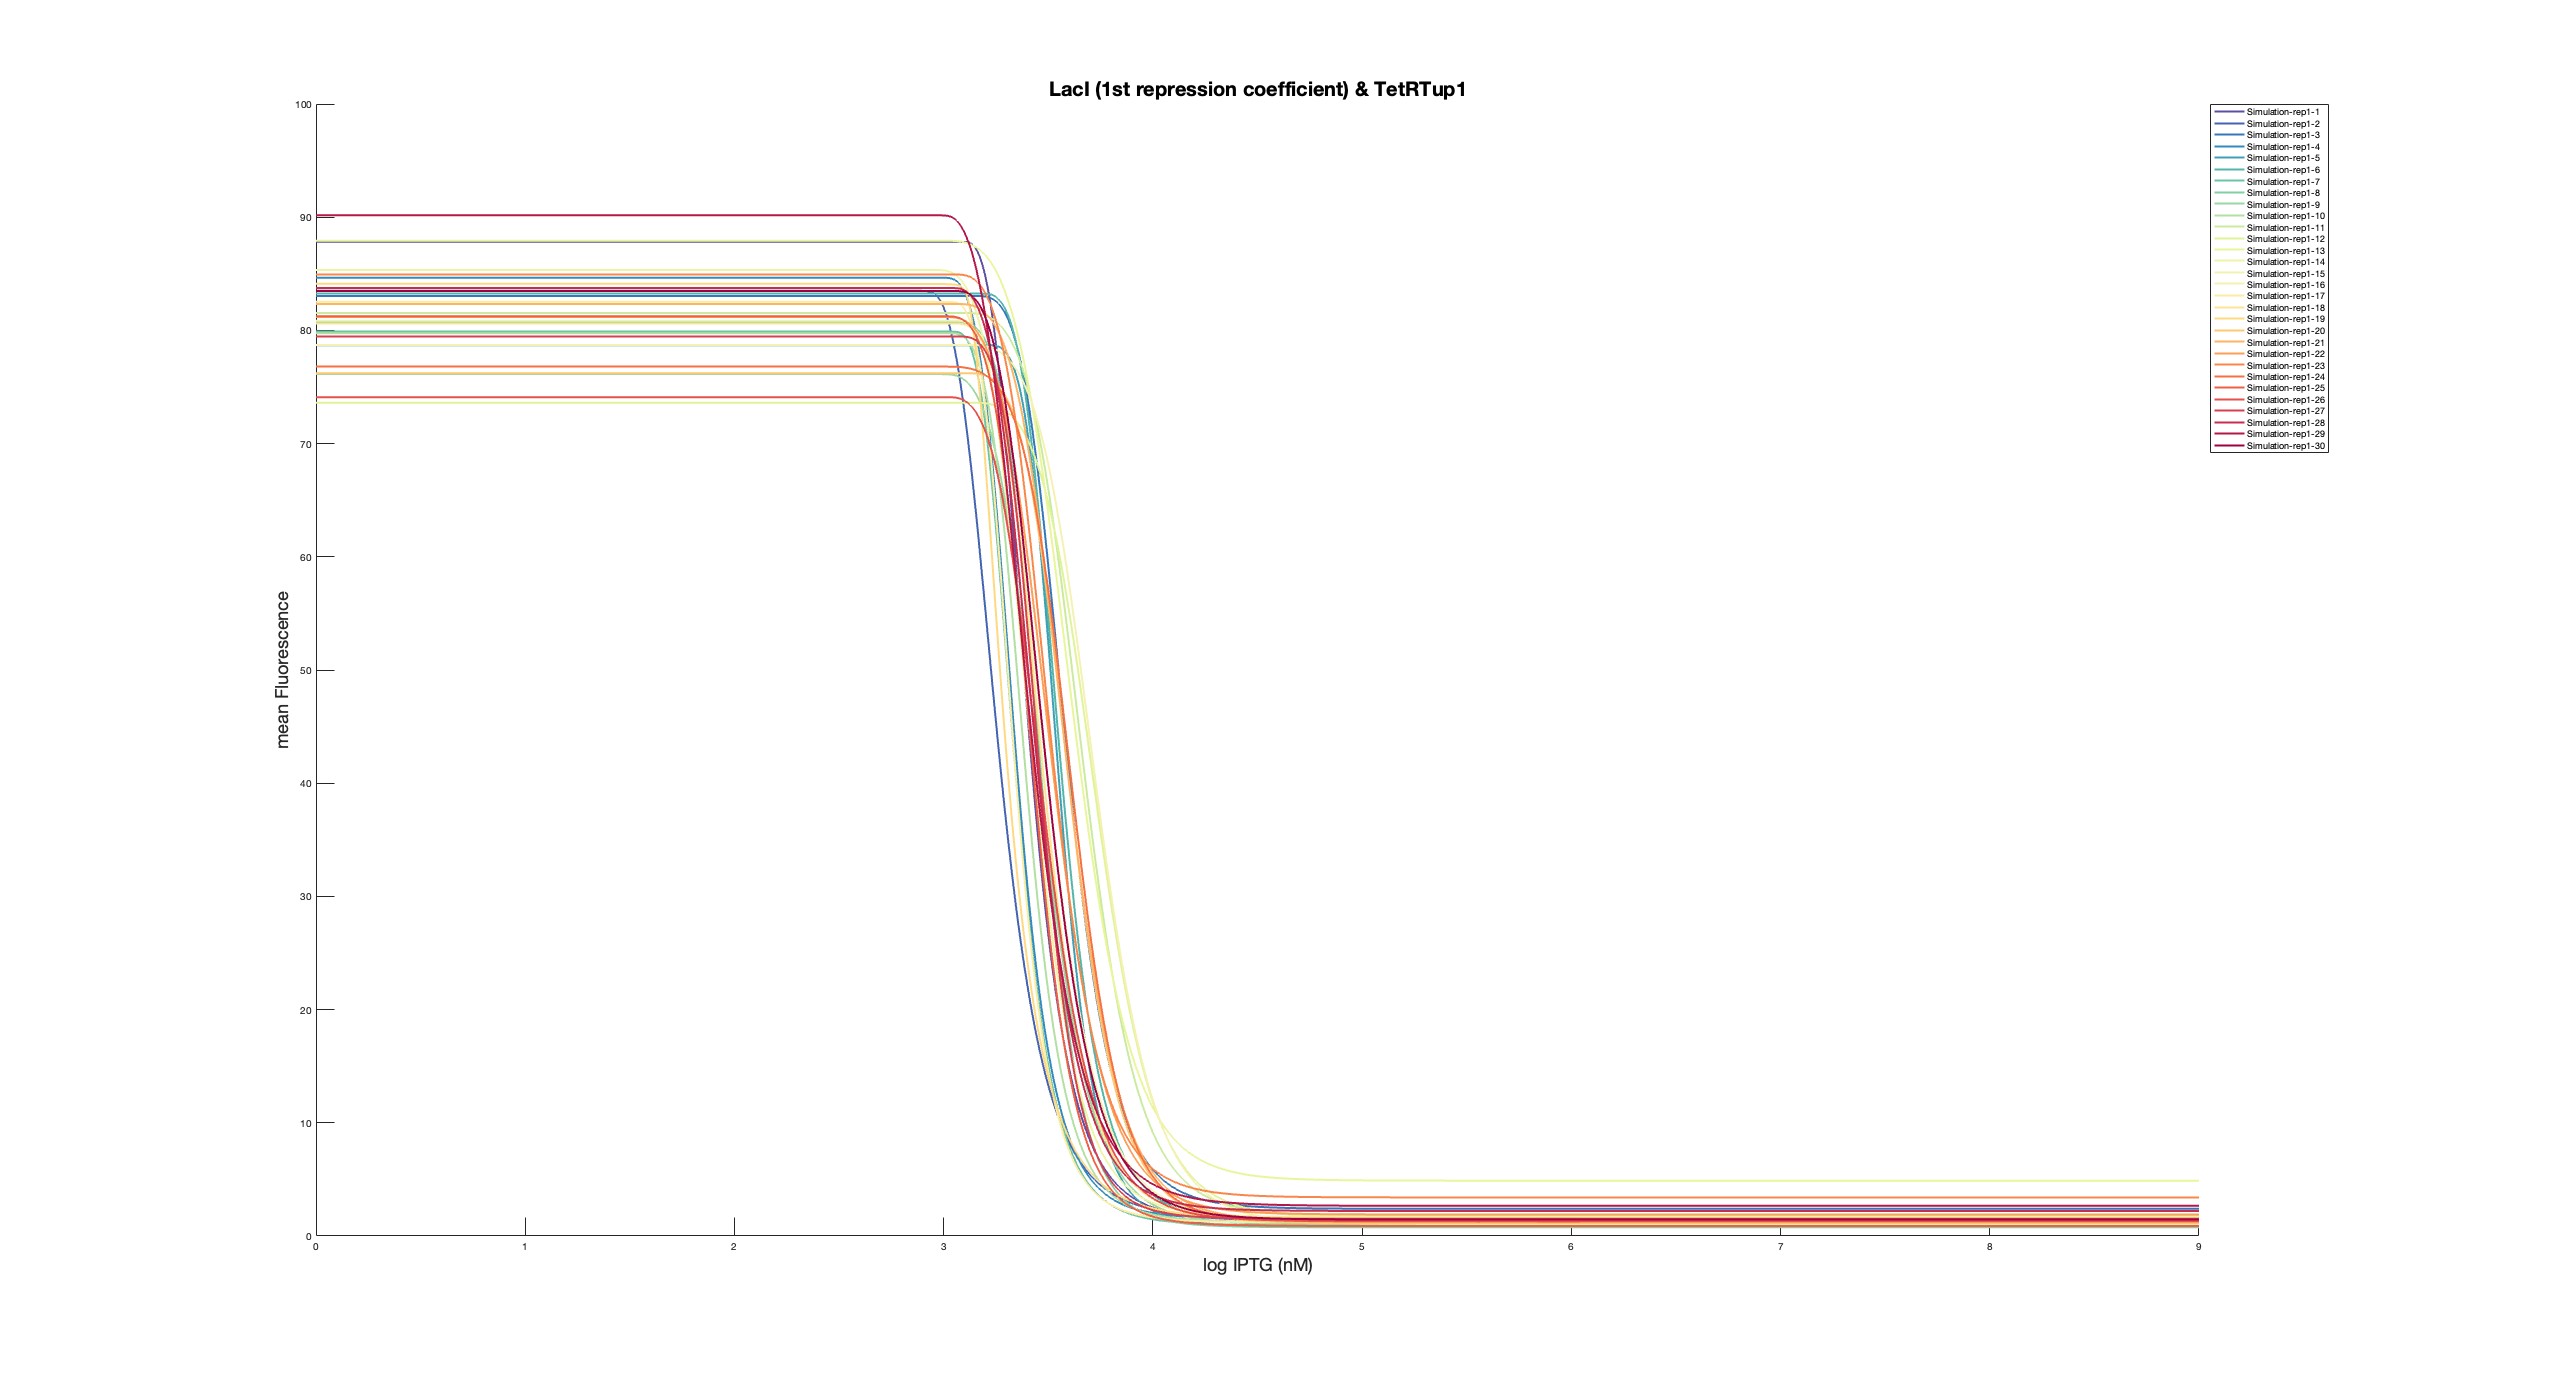 LacI (1st repression coefficient) & TetRTup1
100
90
80
70
60
50
40
30
20
10
0
mean Fluorescence
0 1 2 3 4 5 6 7 8 9
log IPTG (nM)
Simulation-rep1-1
Simulation-rep1-2
Simulation-rep1-3
Simulation-rep1-4
Simulation-rep1-5
Simulation-rep1-6
Simulation-rep1-7
Simulation-rep1-8
Simulation-rep1-9
Simulation-rep1-10
Simulation-rep1-11
Simulation-rep1-12
Simulation-rep1-13
Simulation-rep1-14
Simulation-rep1-15
Simulation-rep1-16
Simulation-rep1-17
Simulation-rep1-18
Simulation-rep1-19
Simulation-rep1-20
Simulation-rep1-21
Simulation-rep1-22
Simulation-rep1-23
Simulation-rep1-24
Simulation-rep1-25
Simulation-rep1-26
Simulation-rep1-27
Simulation-rep1-28
Simulation-rep1-29
Simulation-rep1-30